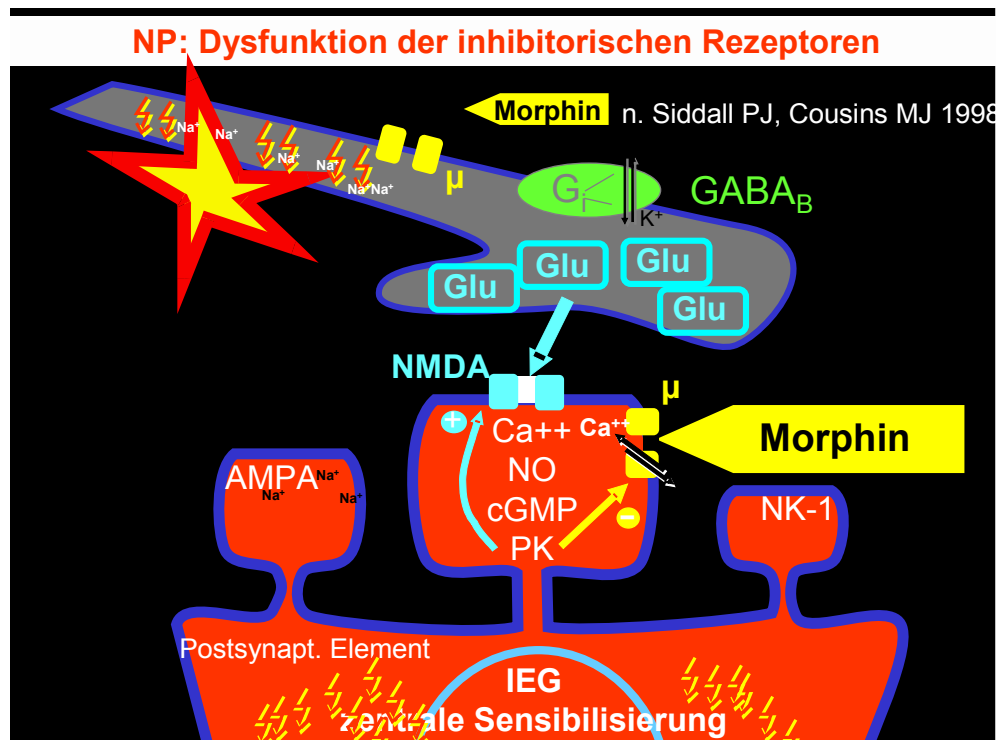 NP: Dysfunktion der inhibitorischen Rezeptoren
Morphin
n. Siddall PJ, Cousins MJ 1998
Na⁺
Na⁺
Na⁺
Na⁺
Na⁺
Na⁺
µ
Gi
K⁺
GABA_B
Glu
Glu
Glu
Glu
NMDA
µ
+
Ca++
Ca⁺⁺
Morphin
NO
cGMP
PK
−
AMPA
Na⁺
Na⁺
Na⁺
NK-1
Postsynapt. Element
IEG
zentrale Sensibilisierung